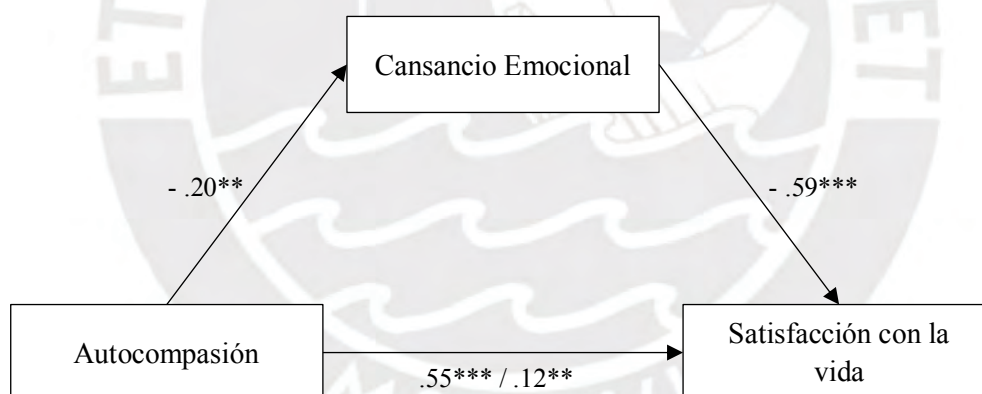 Cansancio Emocional
- .20**
- .59***
Autocompasión
Satisfacción con la
vida
.55*** / .12**